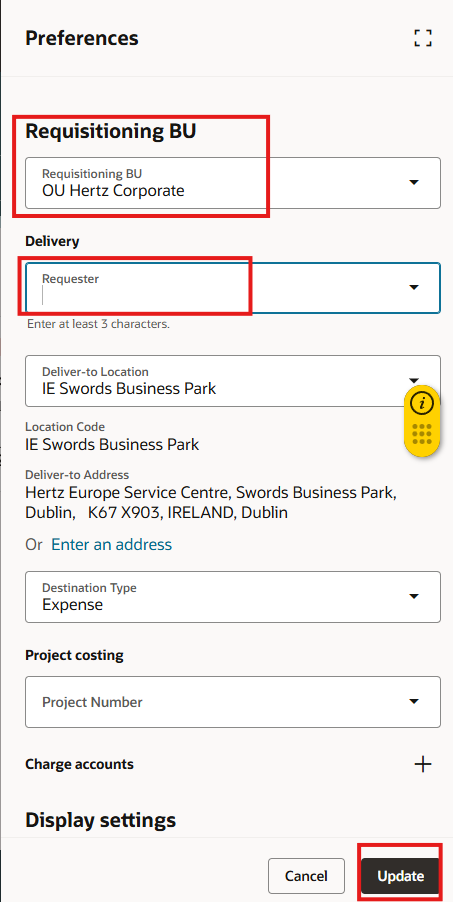 Preferences
Requisitioning BU
Requisitioning BU
OU Hertz Corporate
Delivery
Requester
Enter at least 3 characters.
Deliver-to Location
IE Swords Business Park
Location Code
IE Swords Business Park
Deliver-to Address
Hertz Europe Service Centre, Swords Business Park,
Dublin, K67 X903, IRELAND, Dublin
Or Enter an address
Destination Type
Expense
Project costing
Project Number
Charge accounts
Display settings
Cancel
Update